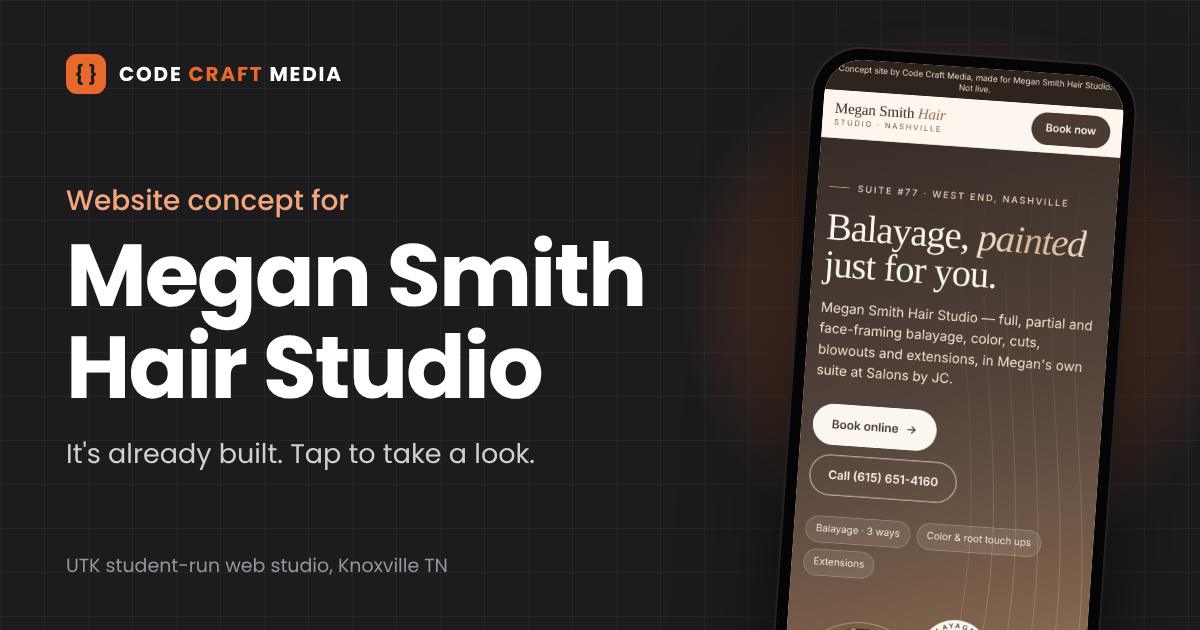 { } CODE CRAFT MEDIA
Website concept for
Megan Smith
Hair Studio
It's already built. Tap to take a look.
UTK student-run web studio, Knoxville TN
Concept site by Code Craft Media, made for Megan Smith Hair Studio.
Not live.
Megan Smith Hair
STUDIO · NASHVILLE
Book now
SUITE #77 · WEST END, NASHVILLE
Balayage, painted
just for you.
Megan Smith Hair Studio — full, partial and
face-framing balayage, color, cuts,
blowouts and extensions, in Megan's own
suite at Salons by JC.
Book online →
Call (615) 651-4160
Balayage · 3 ways
Color & root touch ups
Extensions